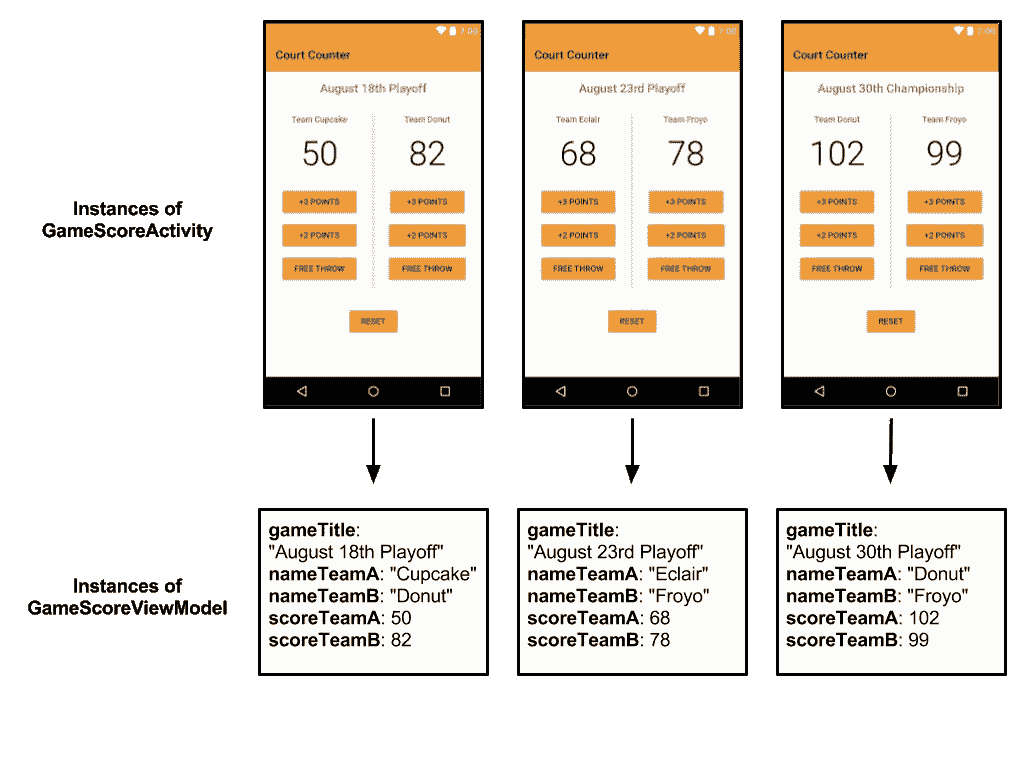 7:00
Court Counter
August 18th Playoff
Team Cupcake
Team Donut
50
82
+3 POINTS
+3 POINTS
+2 POINTS
+2 POINTS
FREE THROW
FREE THROW
RESET
7:00
Court Counter
August 23rd Playoff
Team Eclair
Team Froyo
68
78
+3 POINTS
+3 POINTS
+2 POINTS
+2 POINTS
FREE THROW
FREE THROW
RESET
7:00
Court Counter
August 30th Championship
Team Donut
Team Froyo
102
99
+3 POINTS
+3 POINTS
+2 POINTS
+2 POINTS
FREE THROW
FREE THROW
RESET
Instances of
GameScoreActivity
Instances of
GameScoreViewModel
gameTitle:
"August 18th Playoff"
nameTeamA: "Cupcake"
nameTeamB: "Donut"
scoreTeamA: 50
scoreTeamB: 82
gameTitle:
"August 23rd Playoff"
nameTeamA: "Eclair"
nameTeamB: "Froyo"
scoreTeamA: 68
scoreTeamB: 78
gameTitle:
"August 30th Playoff"
nameTeamA: "Donut"
nameTeamB: "Froyo"
scoreTeamA: 102
scoreTeamB: 99